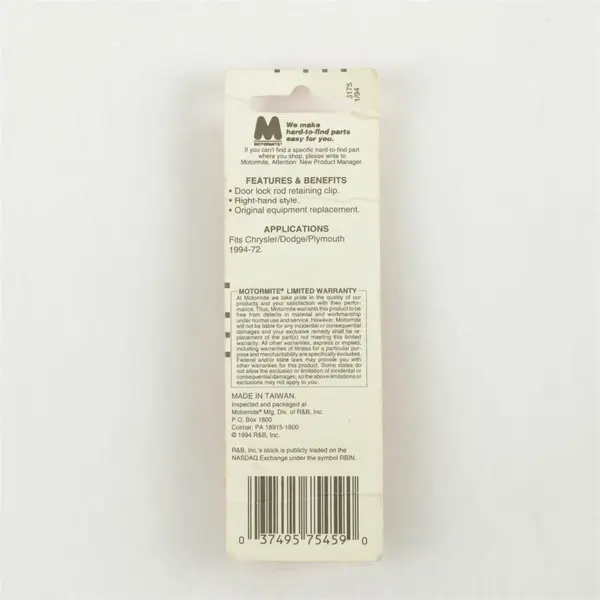 8175
1/94
M
MOTORMITE®
We make
hard-to-find parts
easy for you.
If you can't find a specific hard-to-find part
where you shop, please write to
Motormite, Attention: New Product Manager.
FEATURES & BENEFITS
• Door lock rod retaining clip.
• Right-hand style.
• Original equipment replacement.
APPLICATIONS
Fits Chrysler/Dodge/Plymouth
1994-72.
MOTORMITE® LIMITED WARRANTY
At Motormite we take pride in the quality of our
products and your satisfaction with their perfor-
mance. Thus, Motormite warrants this product to be
free from defects in material and workmanship
under normal use and service. However, Motormite
will not be liable for any incidental or consequential
damages and your exclusive remedy shall be re-
placement of the part(s) not meeting this limited
warranty. All other warranties, express or implied,
including warranties of fitness for a particular pur-
pose and merchantability are specifically excluded.
Federal and/or state laws may provide you with
other warranties for this product. Some states do
not allow the exclusion or limitation of incidental or
consequential damages, so the above limitations or
exclusions may not apply to you.
MADE IN TAIWAN.
Inspected and packaged at
Motormite® Mfg. Div. of R&B, Inc.
P.O. Box 1800
Colmar, PA 18915-1800
© 1994 R&B, Inc.
R&B, Inc.'s stock is publicly traded on the
NASDAQ Exchange under the symbol RBIN.
0 37495 75459 0